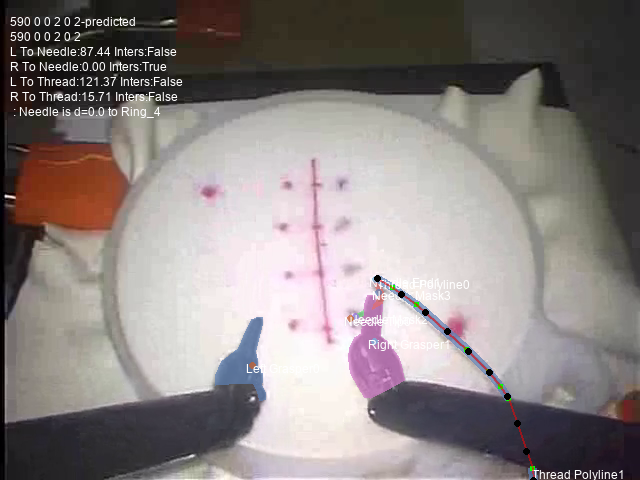 590 0 0 2 0 2-predicted
590 0 0 2 0 2
L To Needle:87.44 Inters:False
R To Needle:0.00 Inters:True
L To Thread:121.37 Inters:False
R To Thread:15.71 Inters:False
: Needle is d=0.0 to Ring_4
Right Grasper1
Thread Polyline1